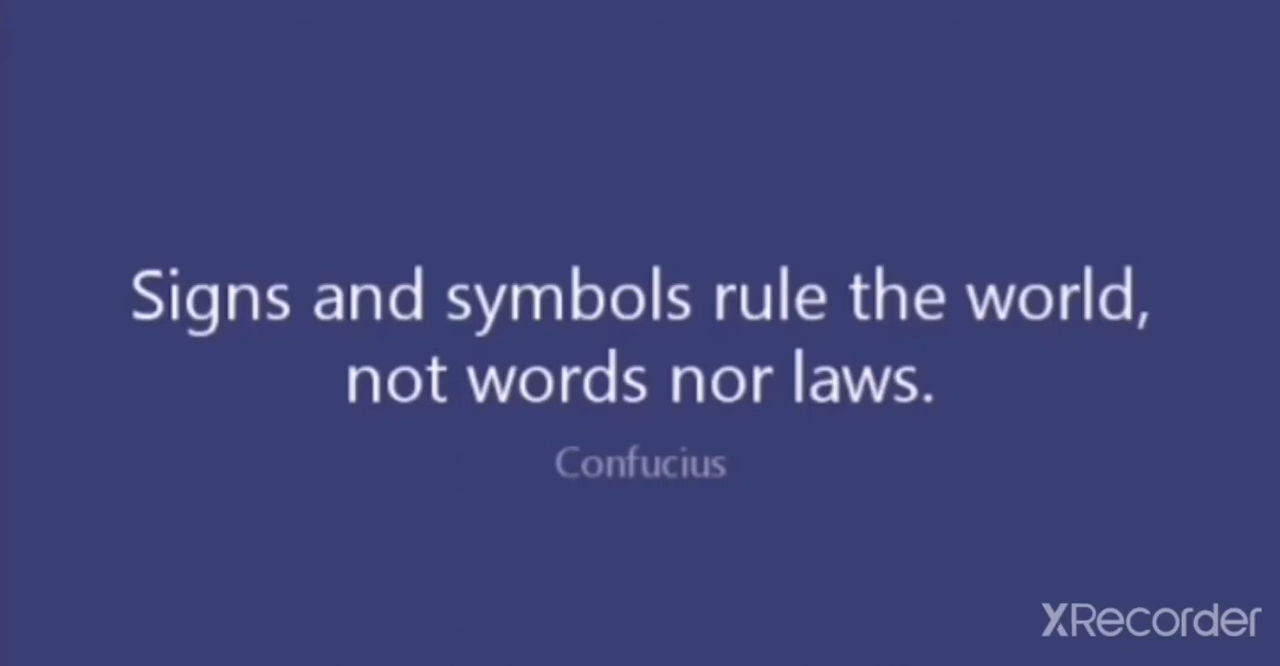 Signs and symbols rule the world,
not words nor laws.
Confucius
XRecorder